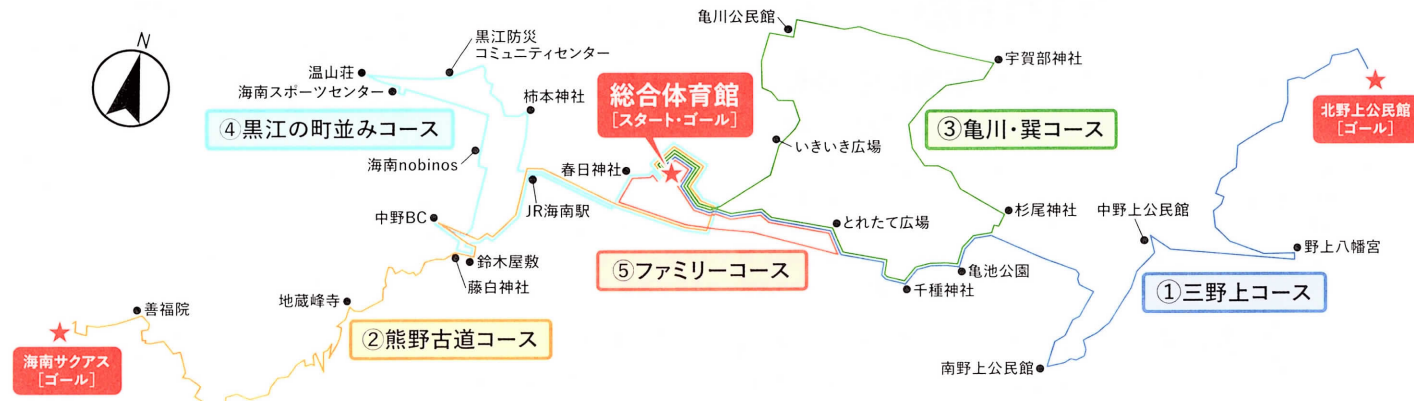 N
亀川公民館
黒江防災
コミュニティセンター
宇賀部神社
温山荘
海南スポーツセンター
柿本神社
総合体育館
[スタート・ゴール]
北野上公民館
[ゴール]
④黒江の町並みコース
③亀川・巽コース
いきいき広場
海南nobinos
春日神社
JR海南駅
中野BC
とれたて広場
杉尾神社
中野上公民館
野上八幡宮
鈴木屋敷
藤白神社
⑤ファミリーコース
亀池公園
千種神社
①三野上コース
善福院
地蔵峰寺
②熊野古道コース
海南サクアス
[ゴール]
南野上公民館